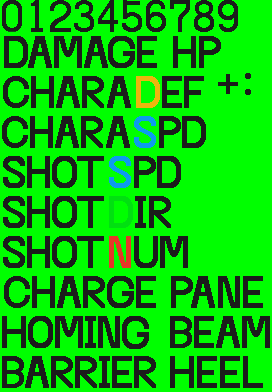 0123456789
DAMAGE HP
CHARADEF +:
CHARASPD
SHOTSPD
SHOTDIR
SHOTNUM
CHARGE PANE
HOMING BEAM
BARRIER HEEL